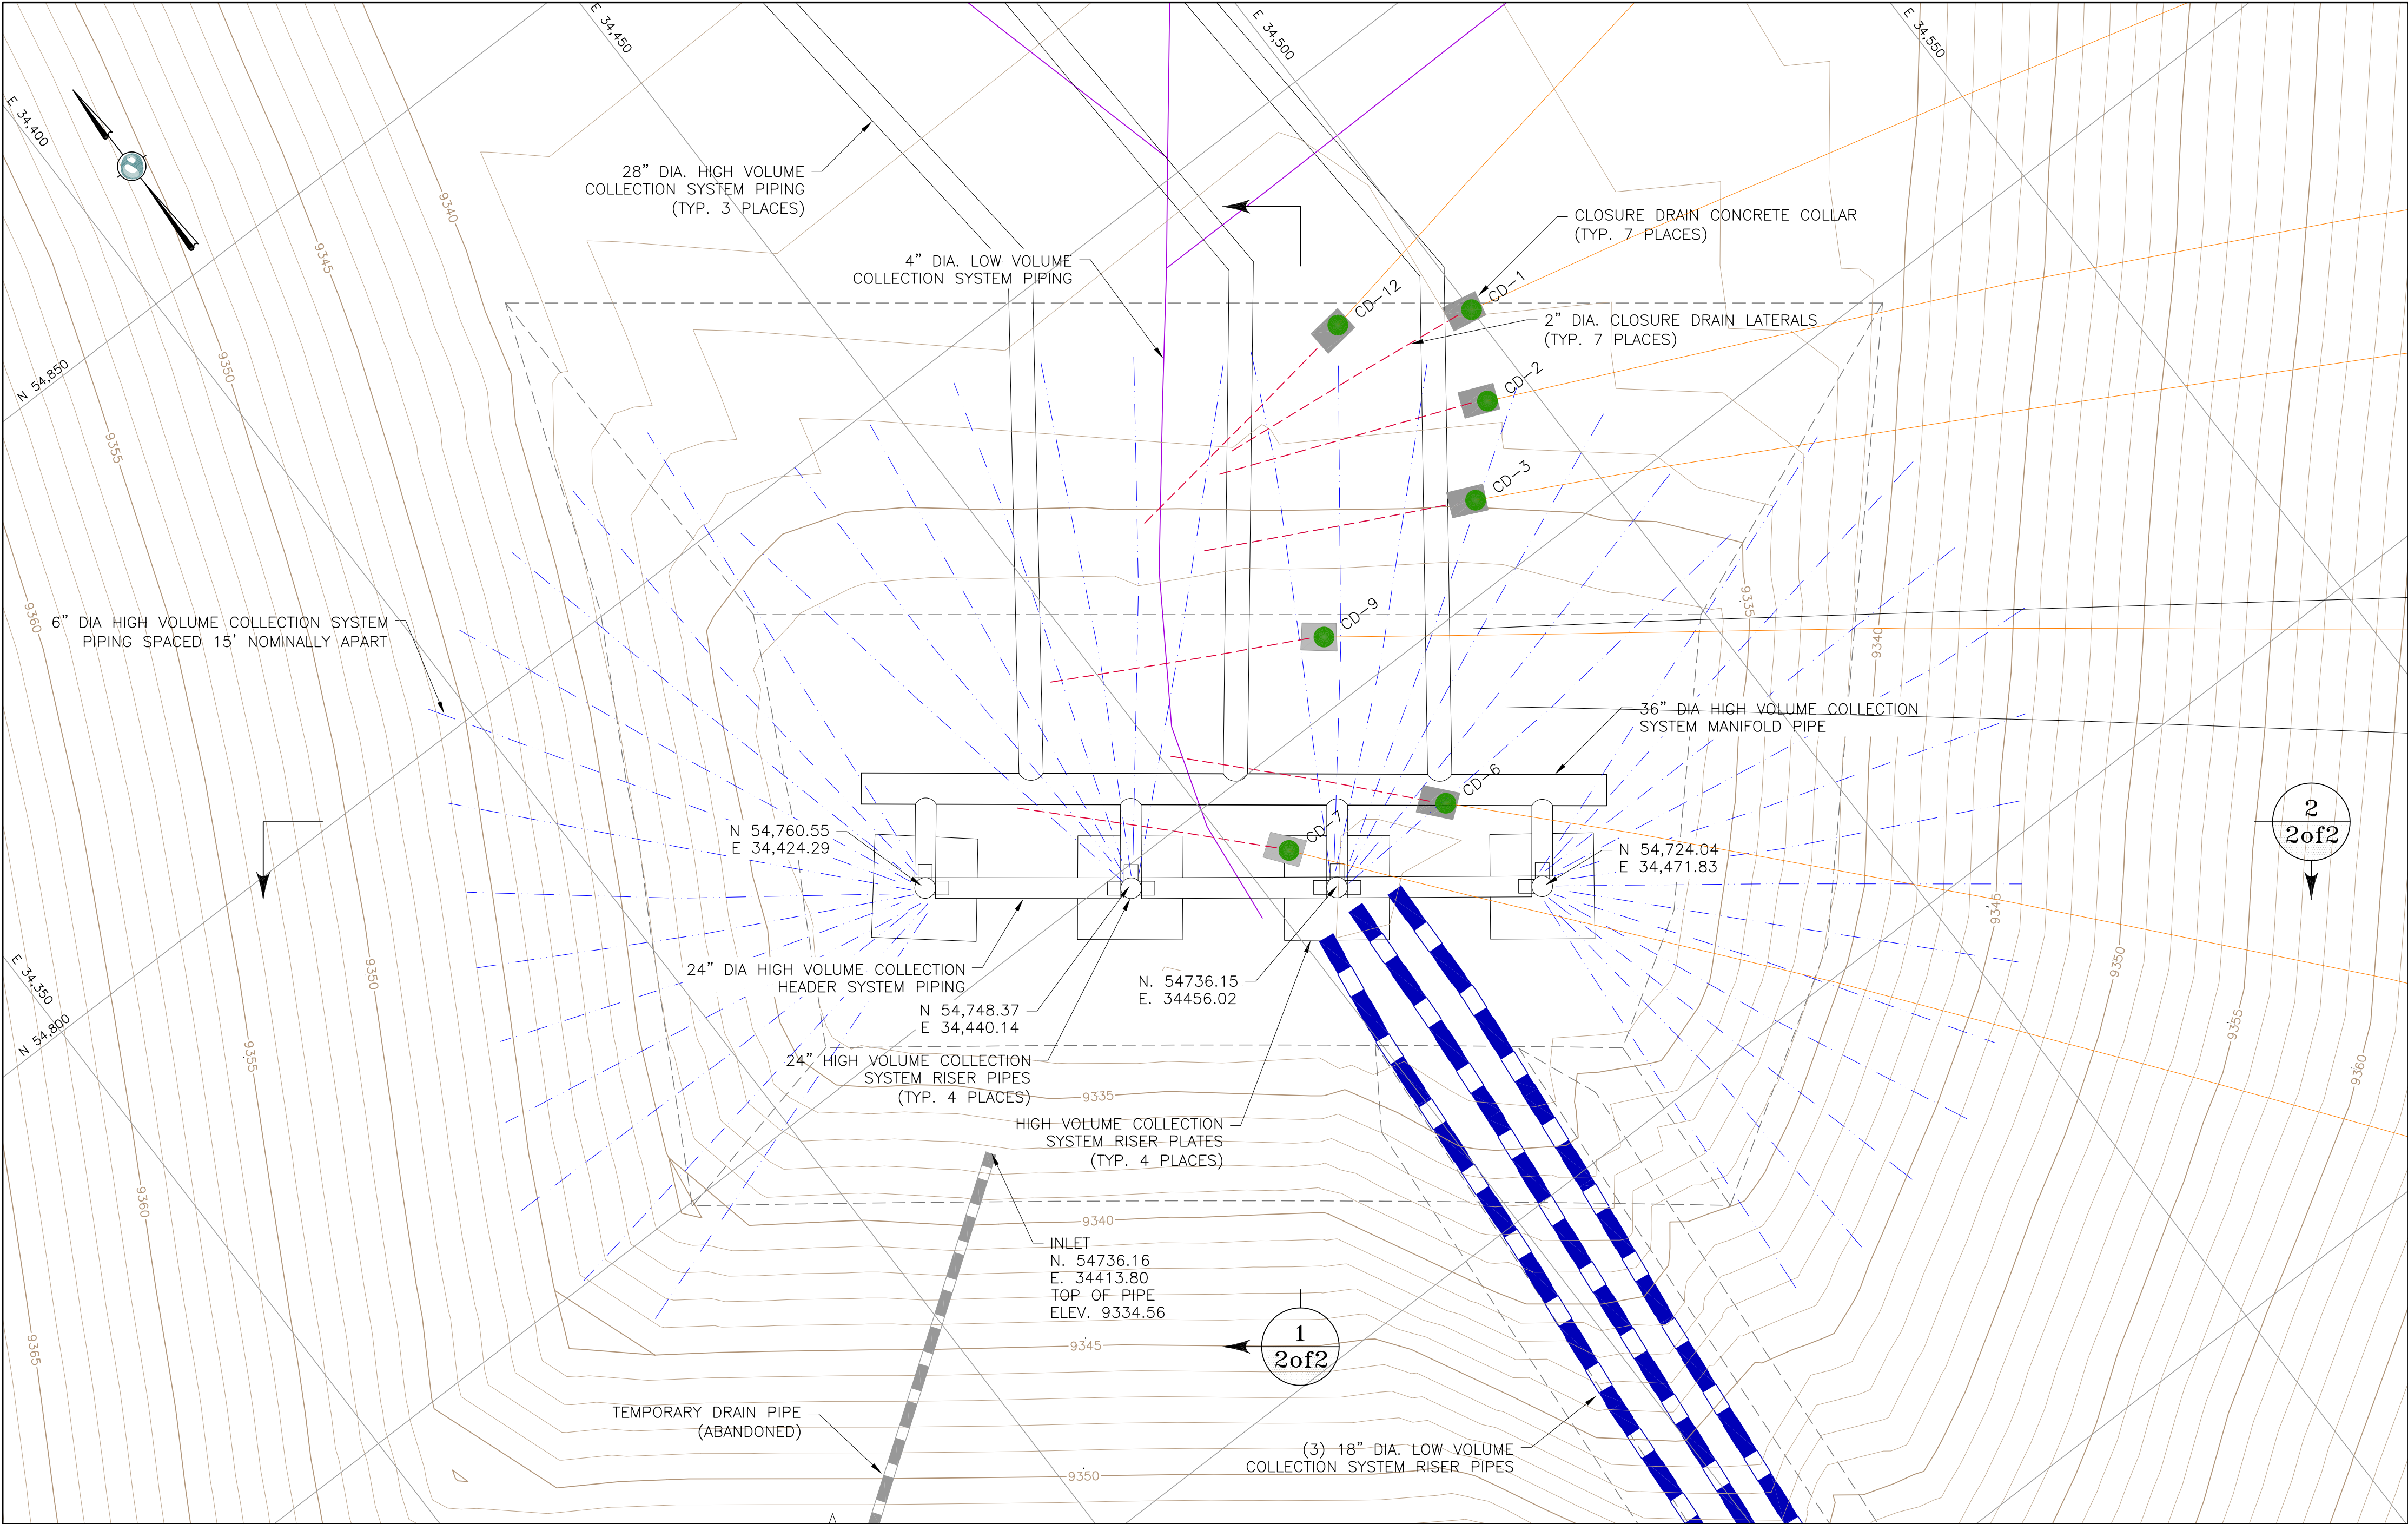 E 34,450
E 34,500
E 34,550
E 34,400
28" DIA. HIGH VOLUME
COLLECTION SYSTEM PIPING
(TYP. 3 PLACES)
9340
9345
CLOSURE DRAIN CONCRETE COLLAR
(TYP. 7 PLACES)
4" DIA. LOW VOLUME
COLLECTION SYSTEM PIPING
CD-12
CD-1
2" DIA. CLOSURE DRAIN LATERALS
(TYP. 7 PLACES)
N 54,850
9350
CD-2
9355
CD-3
9360
6" DIA HIGH VOLUME COLLECTION SYSTEM
PIPING SPACED 15' NOMINALLY APART
CD-9
9335
9340
36" DIA HIGH VOLUME COLLECTION
SYSTEM MANIFOLD PIPE
CD-6
2
2of2
N 54,760.55
E 34,424.29
CD-7
N 54,724.04
E 34,471.83
9345
E 34,350
N 54,800
9350
9350
24" DIA HIGH VOLUME COLLECTION
HEADER SYSTEM PIPING
N. 54736.15
E. 34456.02
N 54,748.37
E 34,440.14
9355
9355
9360
24" HIGH VOLUME COLLECTION
SYSTEM RISER PIPES
(TYP. 4 PLACES)
9335
HIGH VOLUME COLLECTION
SYSTEM RISER PLATES
(TYP. 4 PLACES)
9360
9340
INLET
N. 54736.16
E. 34413.80
TOP OF PIPE
ELEV. 9334.56
9365
9345
1
2of2
TEMPORARY DRAIN PIPE
(ABANDONED)
(3) 18" DIA. LOW VOLUME
COLLECTION SYSTEM RISER PIPES
9350